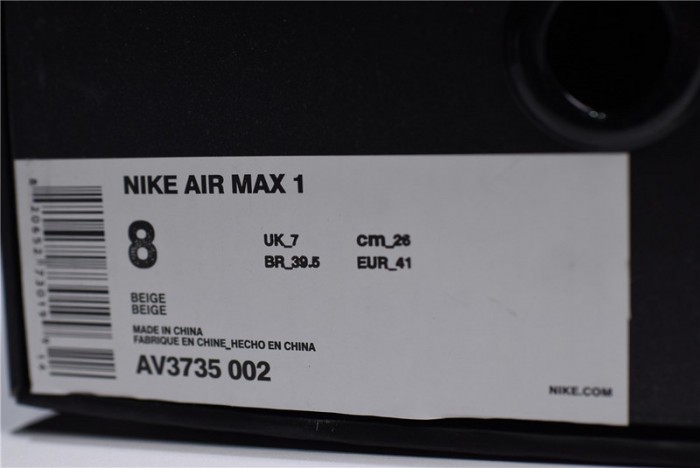 NIKE AIR MAX 1
8
UK_7 cm_26
BR_39.5 EUR_41
BEIGE
BEIGE
MADE IN CHINA
FABRIQUE EN CHINE_HECHO EN CHINA
AV3735 002
NIKE.COM